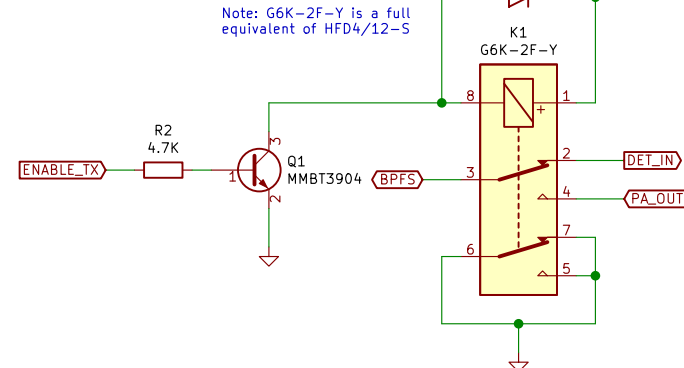 Note: G6K-2F-Y is a full
equivalent of HFD4/12-S
K1
G6K-2F-Y
8
1
+
R2
4.7K
3
Q1
MMBT3904
ENABLE_TX
1
2
BPFS
3
2
DET_IN
4
PA_OUT
7
6
5